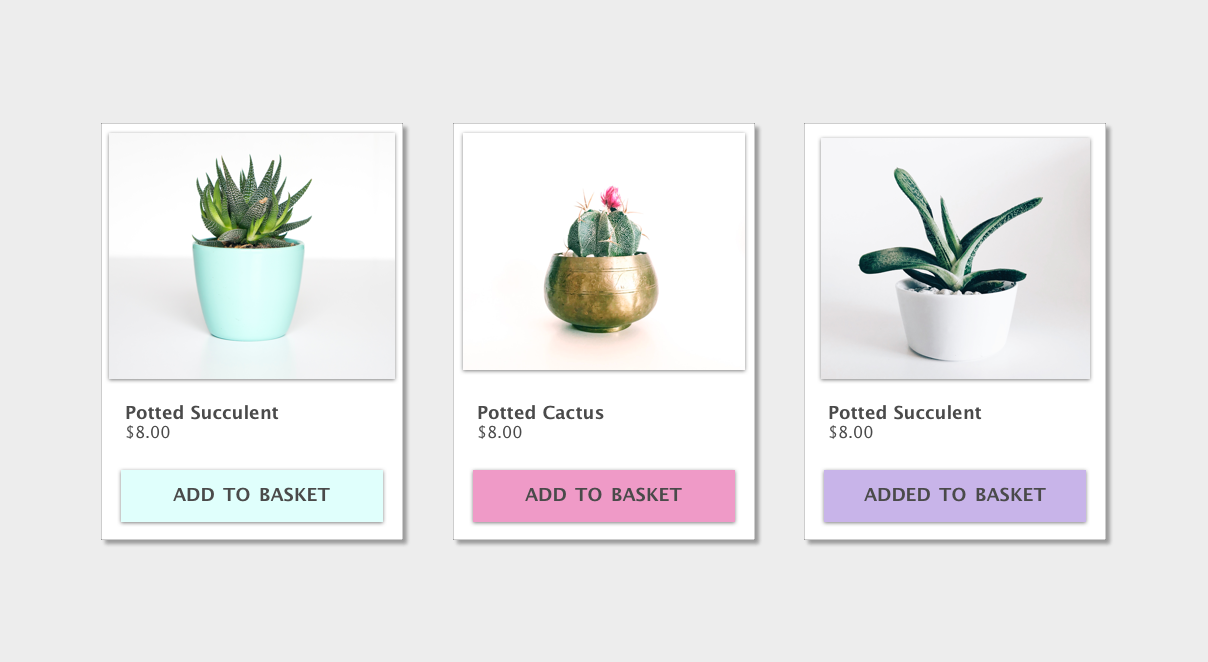 Potted Succulent
$8.00
ADD TO BASKET
Potted Cactus
$8.00
ADD TO BASKET
Potted Succulent
$8.00
ADDED TO BASKET